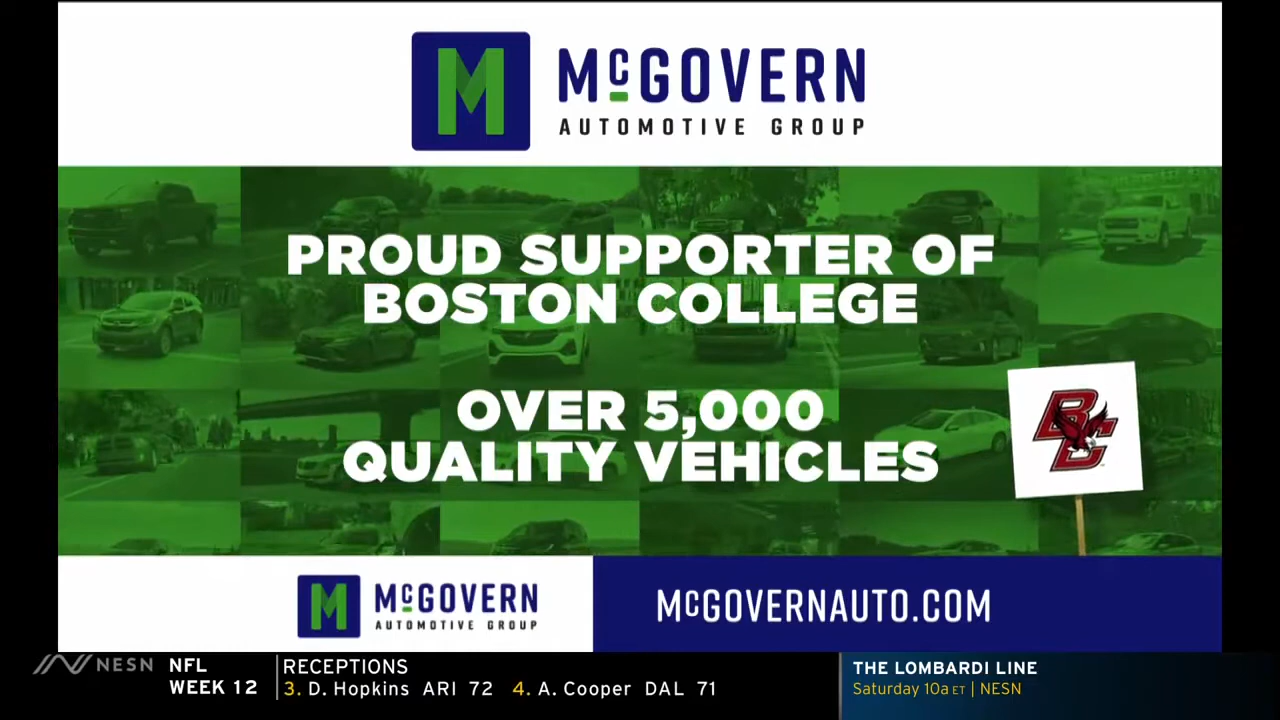 M
McGOVERN
AUTOMOTIVE GROUP
PROUD SUPPORTER OF
BOSTON COLLEGE
OVER 5,000
QUALITY VEHICLES
BC
M
McGOVERN
AUTOMOTIVE GROUP
McGOVERNAUTO.COM
NESN
NFL
WEEK 12
RECEPTIONS
3. D. Hopkins ARI 72 4. A. Cooper DAL 71
THE LOMBARDI LINE
Saturday 10a ET | NESN